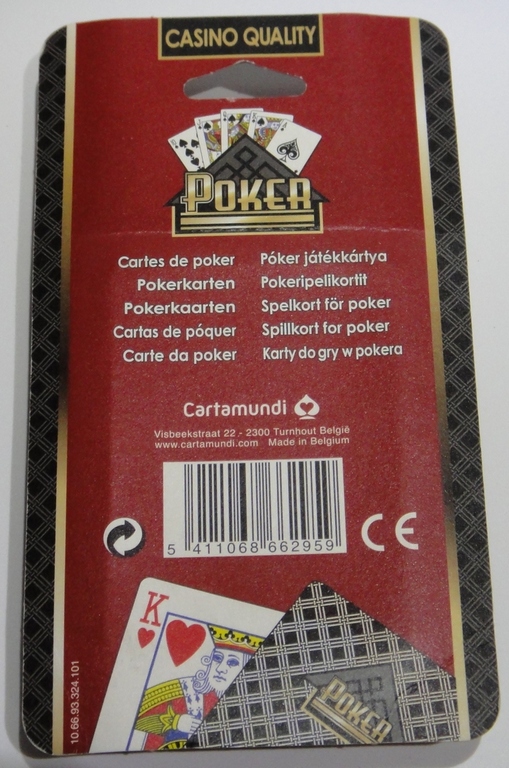 CASINO QUALITY
POKER
Cartes de poker
Pokerkarten
Pokerkaarten
Cartas de póquer
Carte da poker
Póker játékkártya
Pokeripelikortit
Spelkort för poker
Spillkort for poker
Karty do gry w pokera
Cartamundi
Visbeekstraat 22 - 2300 Turnhout België
www.cartamundi.com Made in Belgium
5 411068 662959
CE
K
POKER
10.66.93.324.101